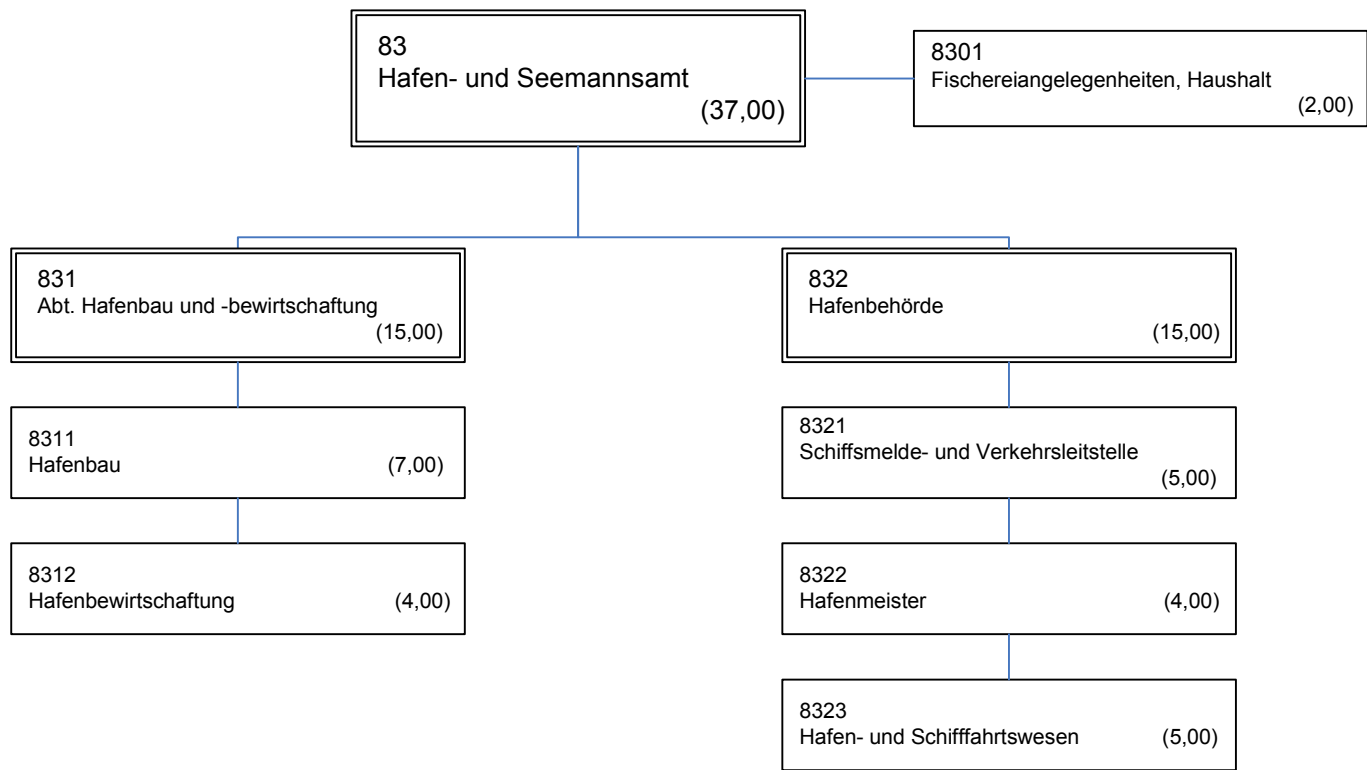 83
Hafen- und Seemannsamt
(37,00)
8301
Fischereiangelegenheiten, Haushalt
(2,00)
831
Abt. Hafenbau und -bewirtschaftung
(15,00)
832
Hafenbehörde
(15,00)
8311
Hafenbau (7,00)
8321
Schiffsmelde- und Verkehrsleitstelle
(5,00)
8312
Hafenbewirtschaftung (4,00)
8322
Hafenmeister (4,00)
8323
Hafen- und Schifffahrtswesen (5,00)